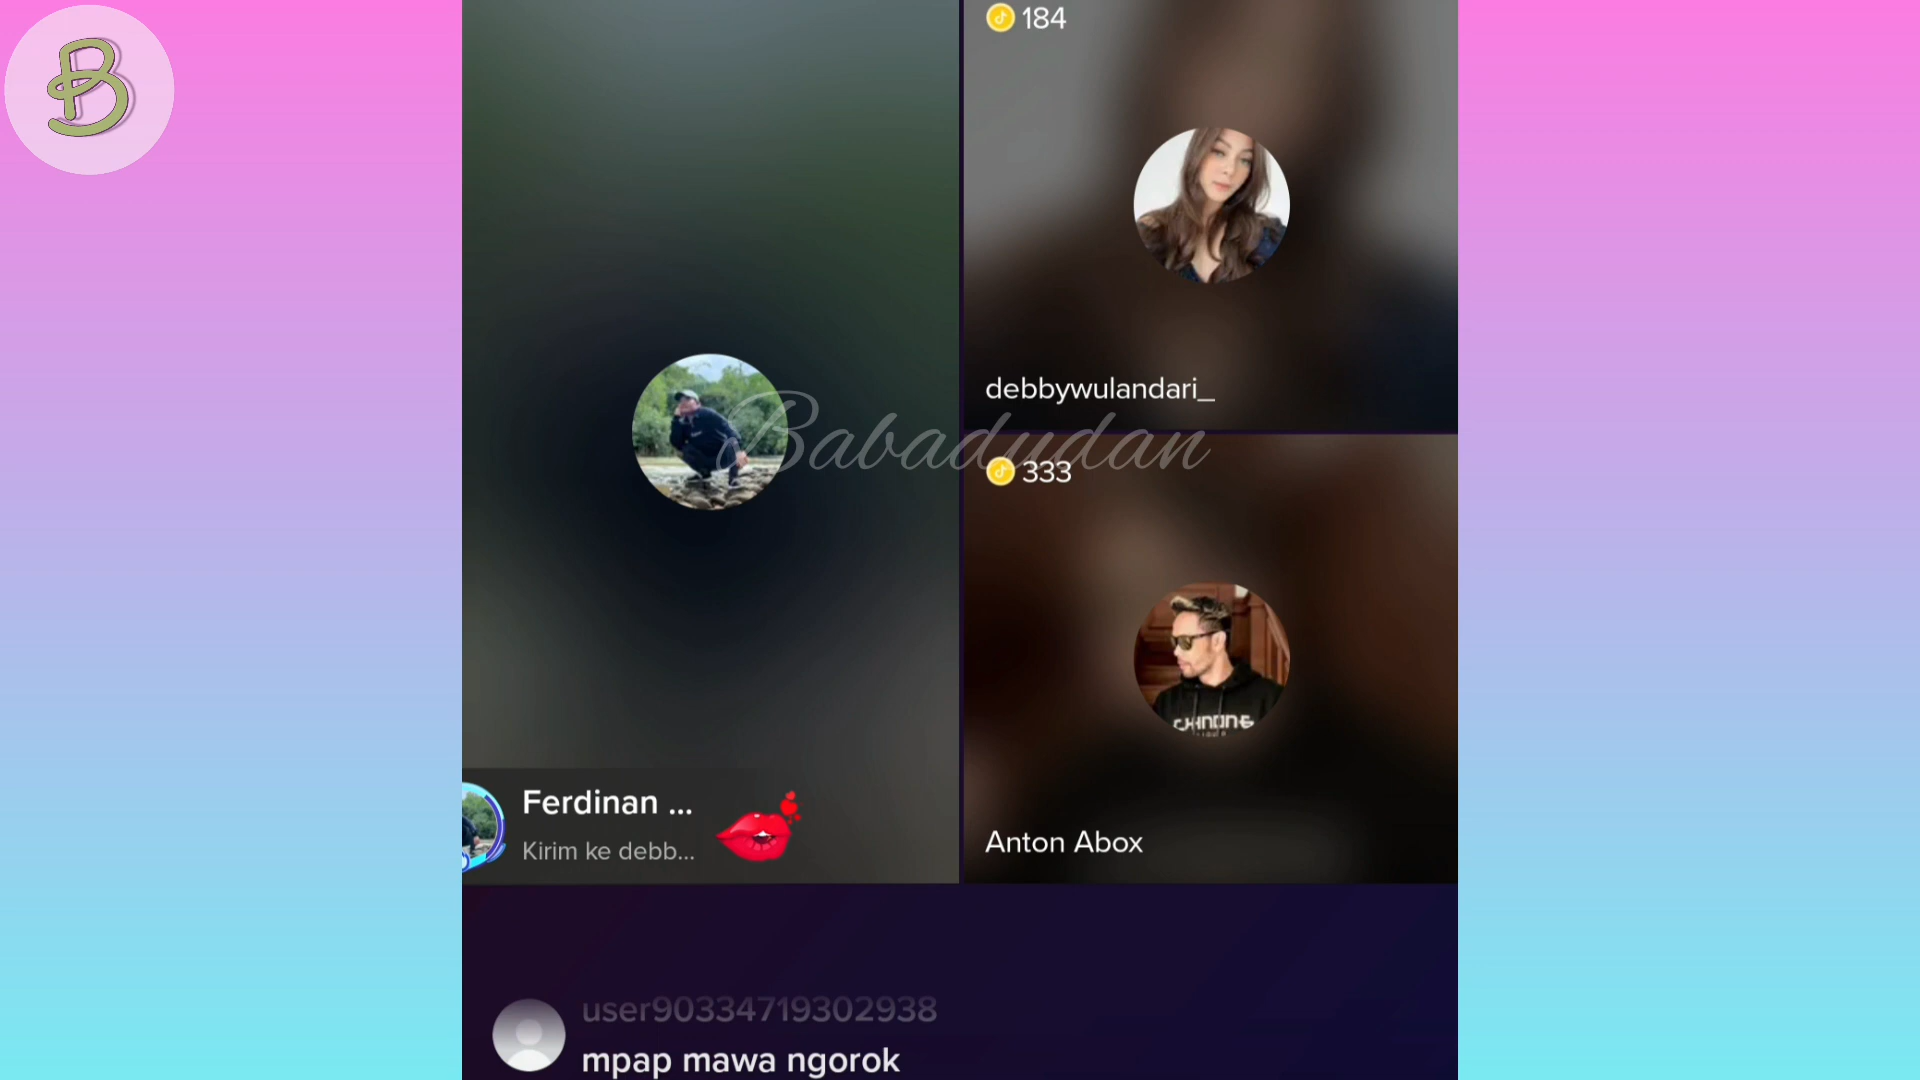 B
184
debbywulandari_
Babadudan
333
Anton Abox
Ferdinan ...
Kirim ke debb...
user90334719302938
mpap mawa ngorok